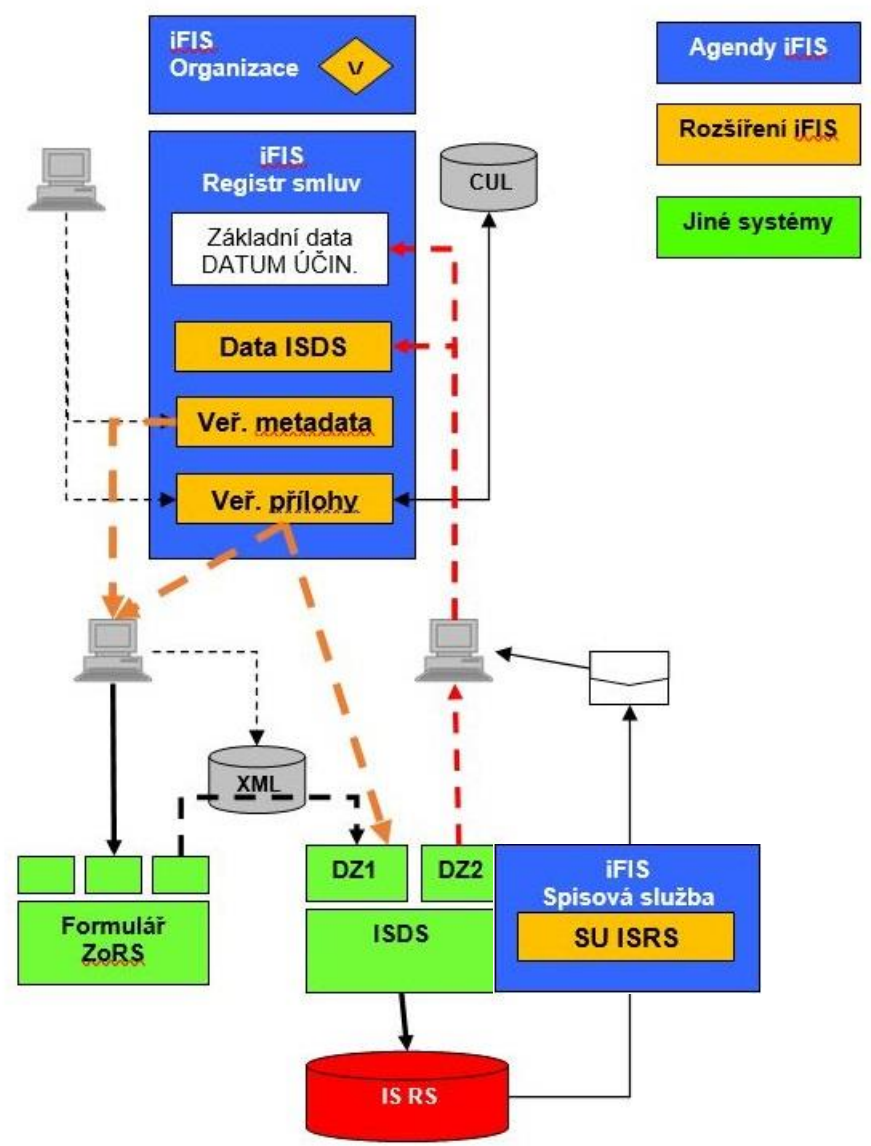 iFIS
Organizace
V
Agendy iFIS
Rozšíření iFIS
Jiné systémy
iFIS
Registr smluv
CUL
Základní data
DATUM ÚČIN.
Data ISDS
Veř. metadata
Veř. přílohy
XML
DZ1
DZ2
iFIS
Spisová služba
SU ISRS
Formulář
ZoRS
ISDS
IS RS